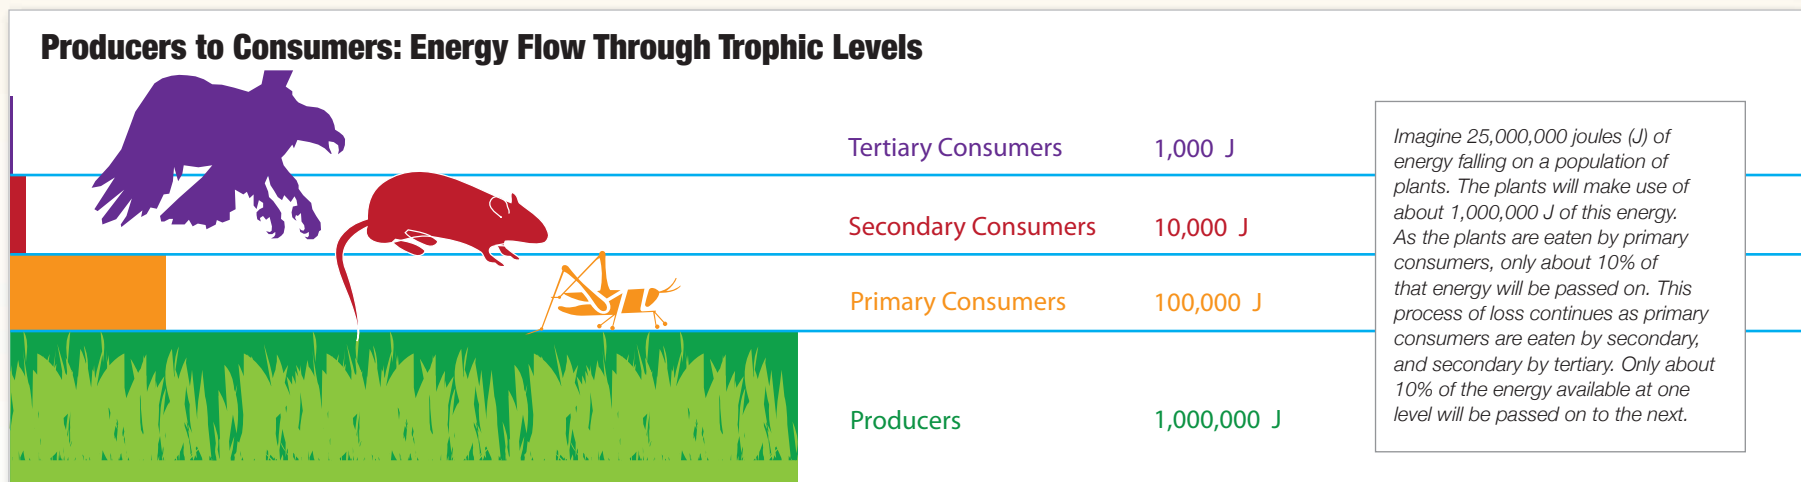 Producers to Consumers: Energy Flow Through Trophic Levels
Tertiary Consumers 1,000 J
Secondary Consumers 10,000 J
Primary Consumers 100,000 J
Producers 1,000,000 J
Imagine 25,000,000 joules (J) of
energy falling on a population of
plants. The plants will make use of
about 1,000,000 J of this energy.
As the plants are eaten by primary
consumers, only about 10% of
that energy will be passed on. This
process of loss continues as primary
consumers are eaten by secondary,
and secondary by tertiary. Only about
10% of the energy available at one
level will be passed on to the next.